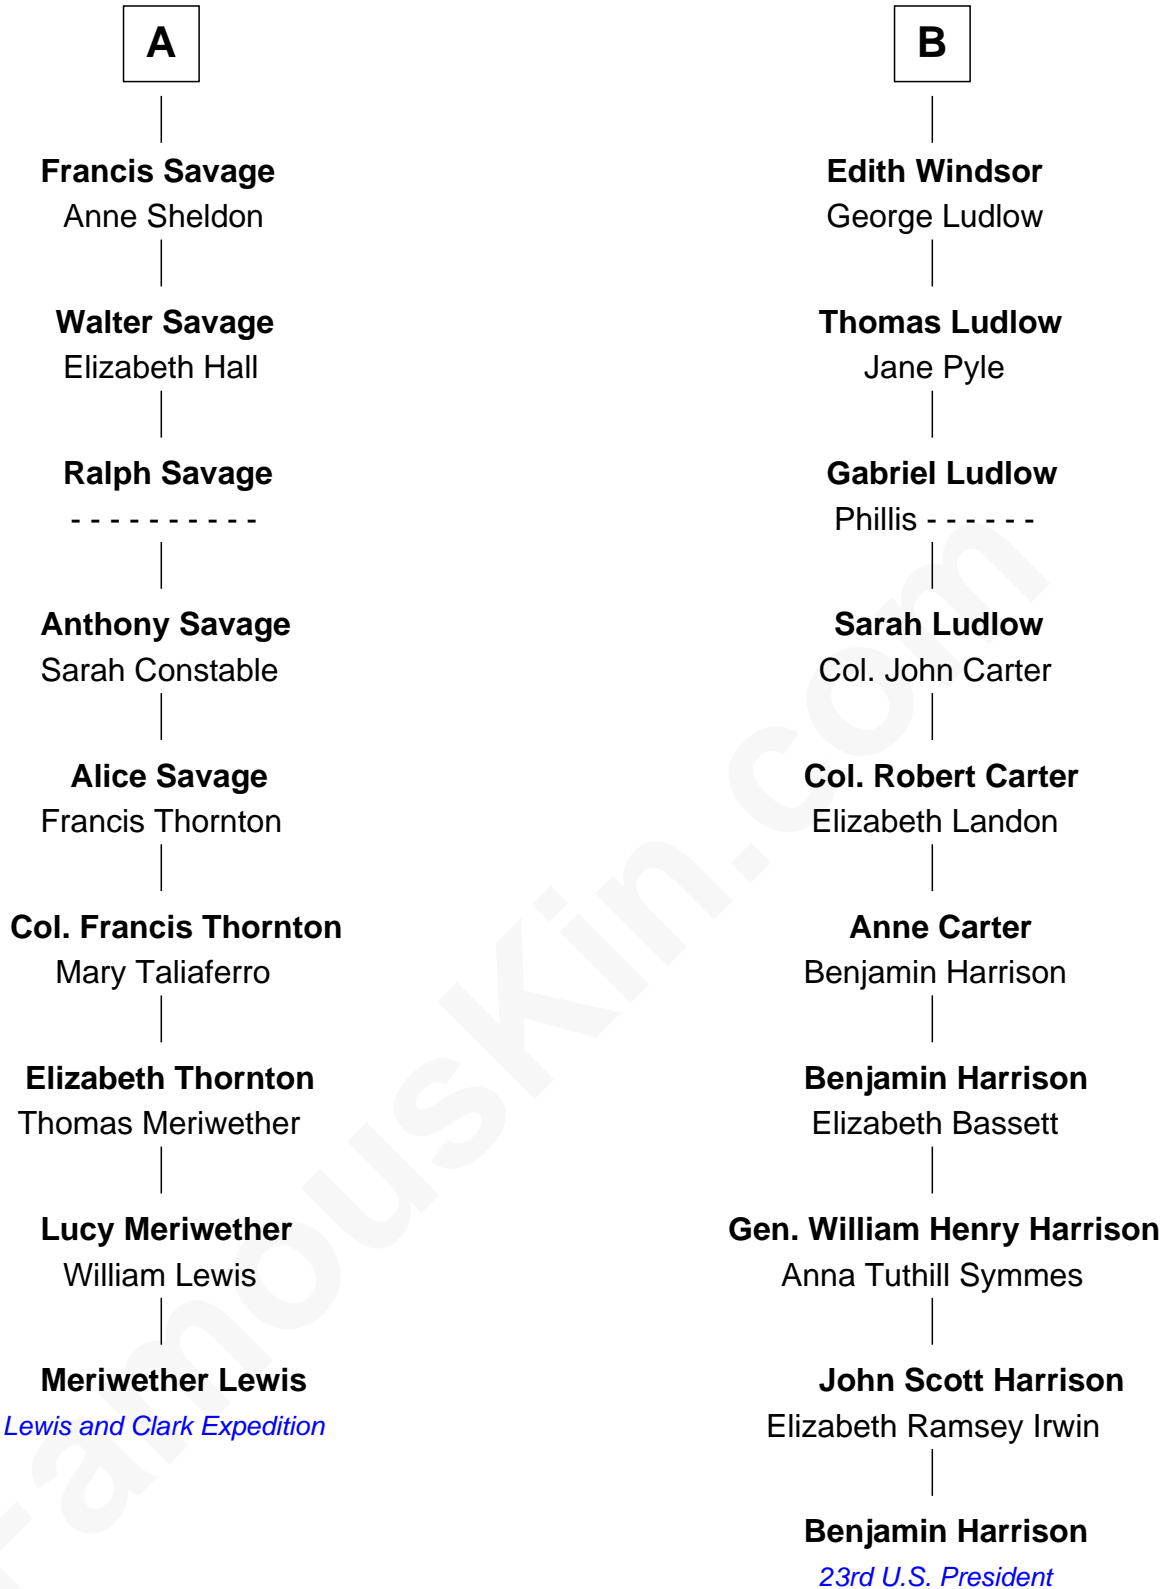 A
Francis Savage
Anne Sheldon
Walter Savage
Elizabeth Hall
Ralph Savage
- - - - - - - - - -
Anthony Savage
Sarah Constable
Alice Savage
Francis Thornton
Col. Francis Thornton
Mary Taliaferro
Elizabeth Thornton
Thomas Meriwether
Lucy Meriwether
William Lewis
Meriwether Lewis
Lewis and Clark Expedition
B
Edith Windsor
George Ludlow
Thomas Ludlow
Jane Pyle
Gabriel Ludlow
Phillis - - - - - -
Sarah Ludlow
Col. John Carter
Col. Robert Carter
Elizabeth Landon
Anne Carter
Benjamin Harrison
Benjamin Harrison
Elizabeth Bassett
Gen. William Henry Harrison
Anna Tuthill Symmes
John Scott Harrison
Elizabeth Ramsey Irwin
Benjamin Harrison
23rd U.S. President
FamousKin.com